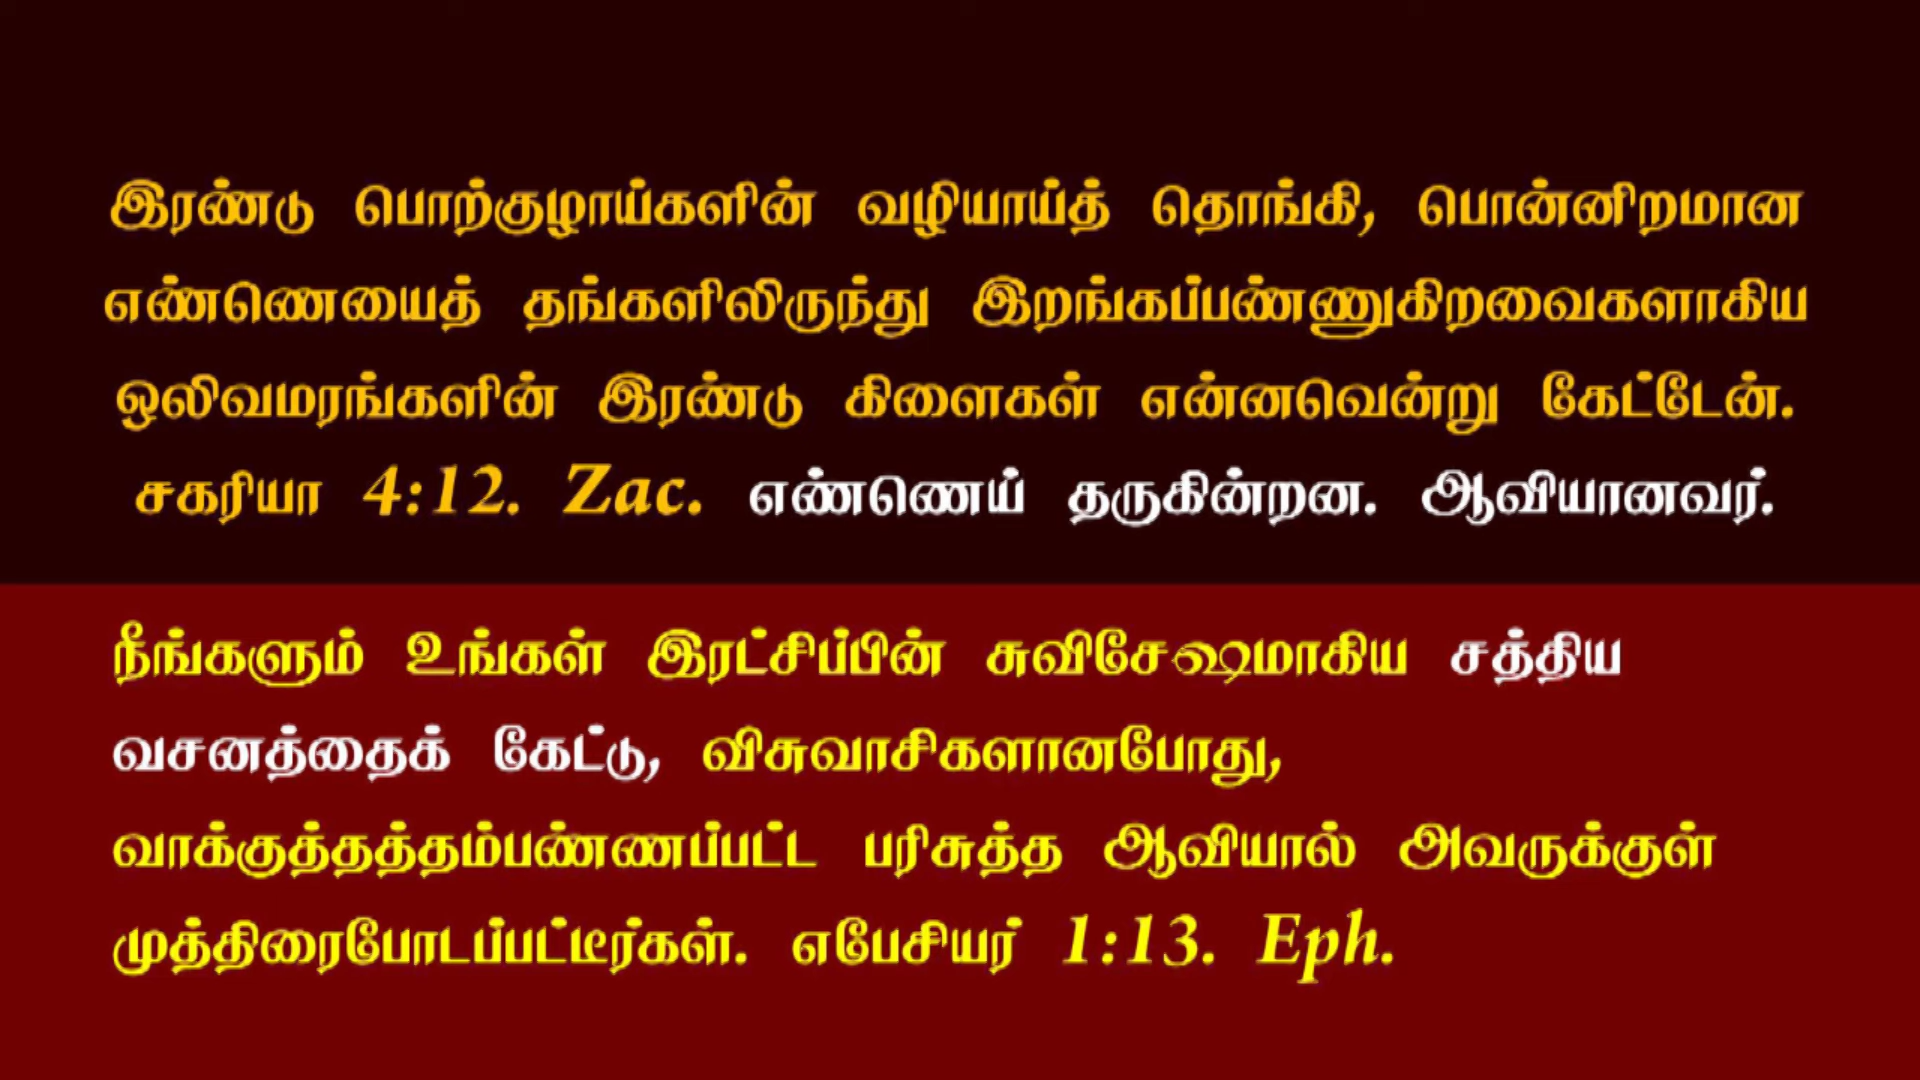 இரண்டு பொற்குழாய்களின் வழியாய்த் தொங்கி, பொன்னிறமான
எண்ணெயைத் தங்களிலிருந்து இறங்கப்பண்ணுகிறவைகளாகிய
ஒலிவமரங்களின் இரண்டு கிளைகள் என்னவென்று கேட்டேன்.
சகரியா 4:12. Zac. எண்ணெய் தருகின்றன. ஆவியானவர்.
நீங்களும் உங்கள் இரட்சிப்பின் சுவிசேஷமாகிய சத்திய
வசனத்தைக் கேட்டு, விசுவாசிகளானபோது,
வாக்குத்தத்தம்பண்ணப்பட்ட பரிசுத்த ஆவியால் அவருக்குள்
முத்திரைபோடப்பட்டீர்கள். எபேசியர் 1:13. Eph.